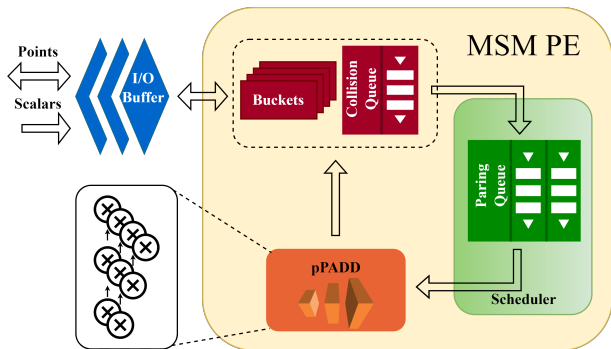 MSM PE
Points
Scalars
I/O
Buffer
Buckets
Collision
Queue
Paring
Queue
Scheduler
pPADD